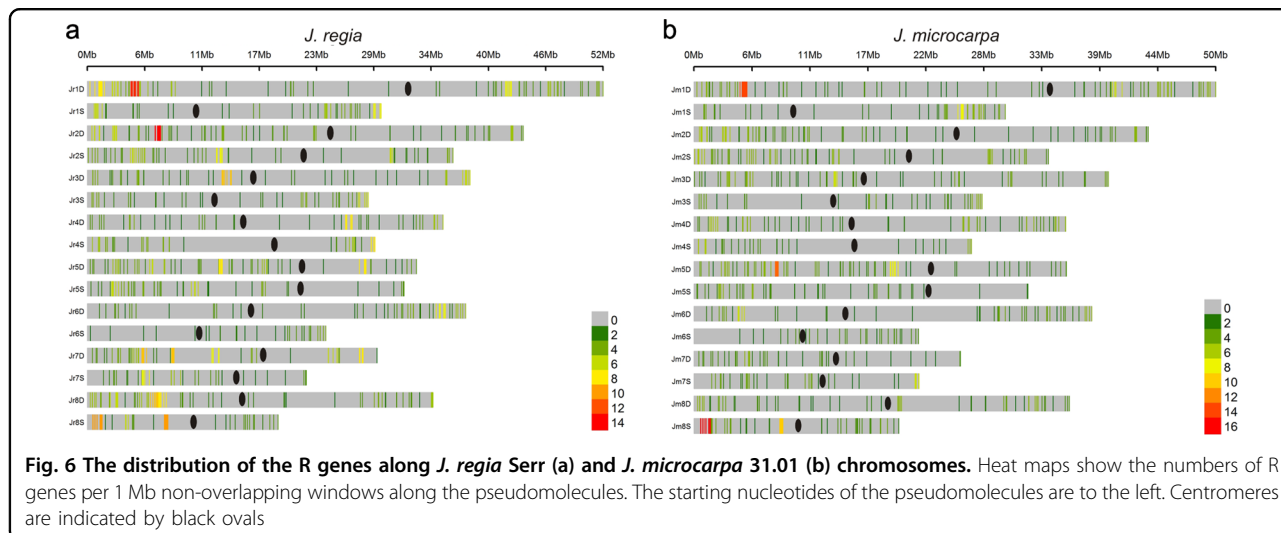 a
J. regia
0Mb 6Mb 11Mb 17Mb 23Mb 29Mb 34Mb 40Mb 46Mb 52Mb
Jr1D
Jr1S
Jr2D
Jr2S
Jr3D
Jr3S
Jr4D
Jr4S
Jr5D
Jr5S
Jr6D
Jr6S
Jr7D
Jr7S
Jr8D
Jr8S
0
2
4
6
8
10
12
14
b
J. microcarpa
0Mb 6Mb 11Mb 17Mb 22Mb 28Mb 33Mb 39Mb 44Mb 50Mb
Jm1D
Jm1S
Jm2D
Jm2S
Jm3D
Jm3S
Jm4D
Jm4S
Jm5D
Jm5S
Jm6D
Jm6S
Jm7D
Jm7S
Jm8D
Jm8S
0
2
4
6
8
10
12
14
16
Fig. 6 The distribution of the R genes along J. regia Serr (a) and J. microcarpa 31.01 (b) chromosomes. Heat maps show the numbers of R
genes per 1 Mb non-overlapping windows along the pseudomolecules. The starting nucleotides of the pseudomolecules are to the left. Centromeres
are indicated by black ovals